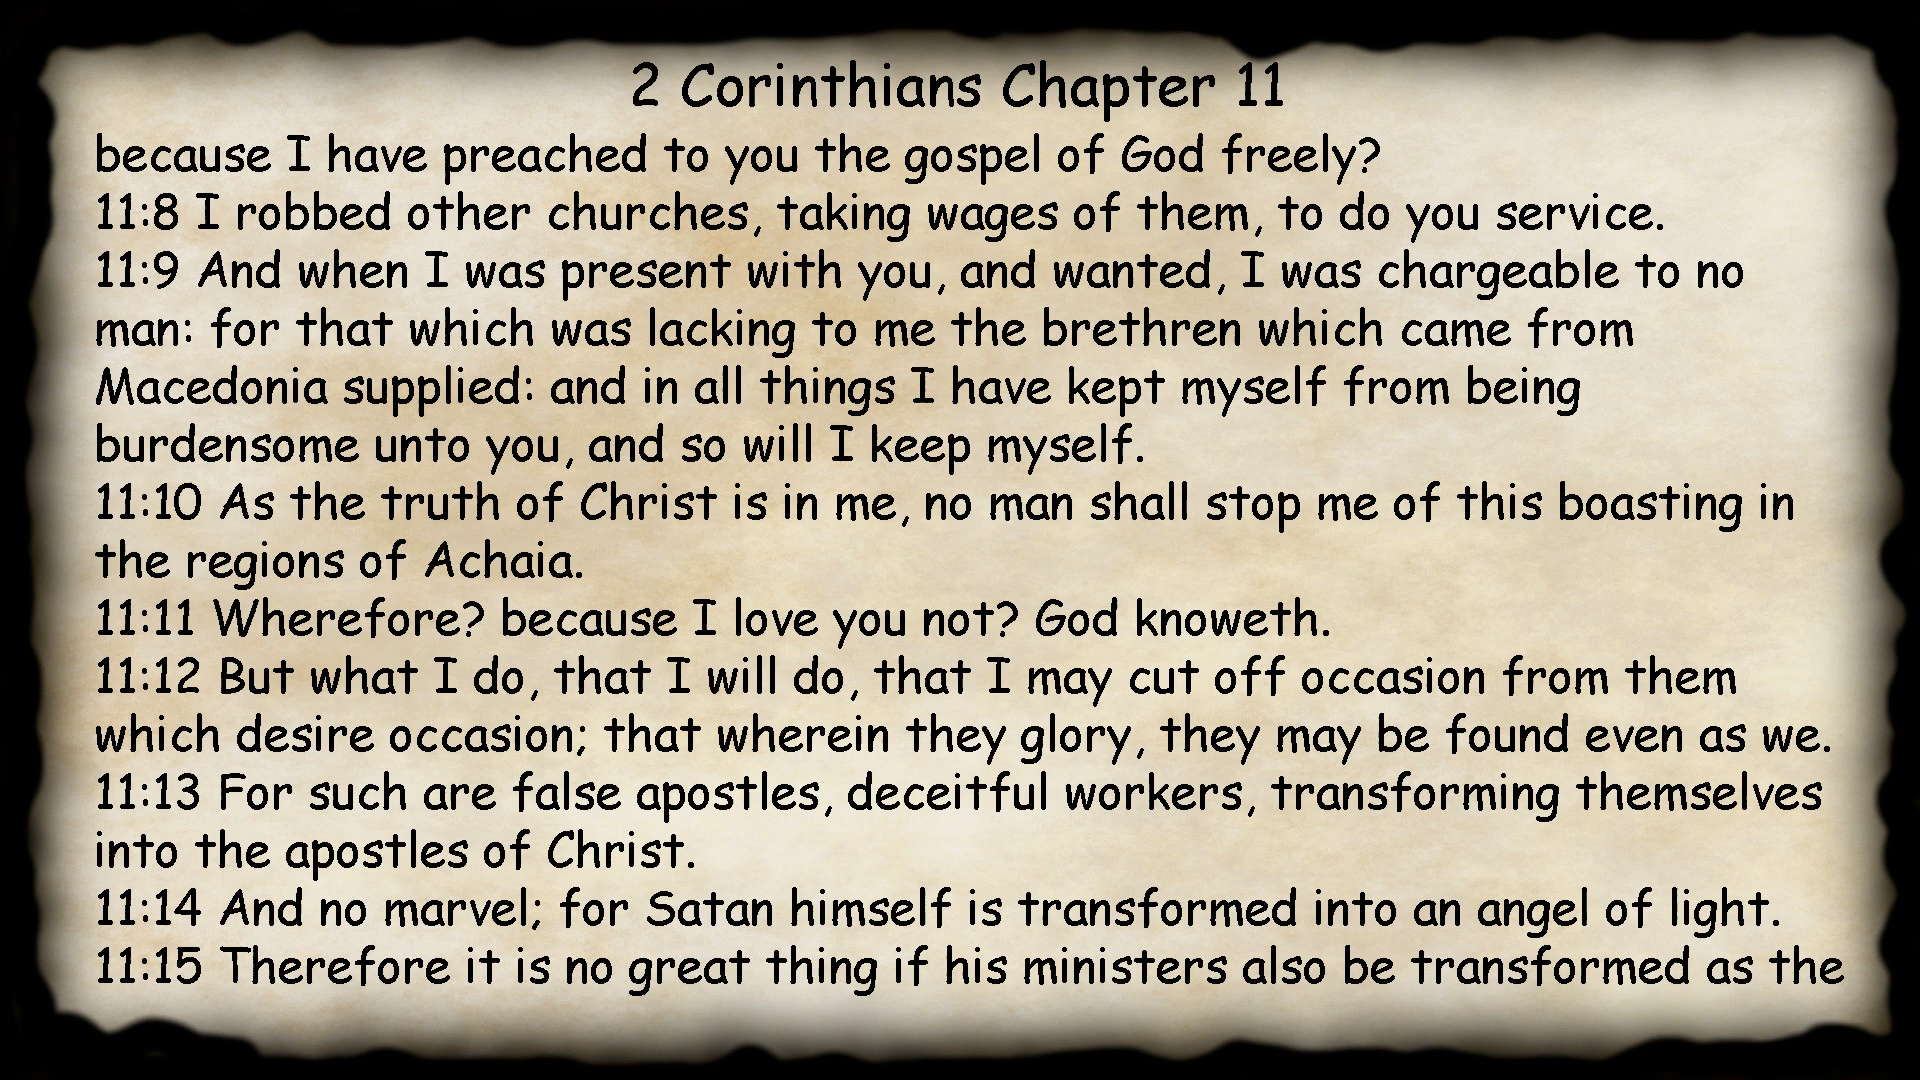 2 Corinthians Chapter 11
because I have preached to you the gospel of God freely?
11:8 I robbed other churches, taking wages of them, to do you service.
11:9 And when I was present with you, and wanted, I was chargeable to no
man: for that which was lacking to me the brethren which came from
Macedonia supplied: and in all things I have kept myself from being
burdensome unto you, and so will I keep myself.
11:10 As the truth of Christ is in me, no man shall stop me of this boasting in
the regions of Achaia.
11:11 Wherefore? because I love you not? God knoweth.
11:12 But what I do, that I will do, that I may cut off occasion from them
which desire occasion; that wherein they glory, they may be found even as we.
11:13 For such are false apostles, deceitful workers, transforming themselves
into the apostles of Christ.
11:14 And no marvel; for Satan himself is transformed into an angel of light.
11:15 Therefore it is no great thing if his ministers also be transformed as the